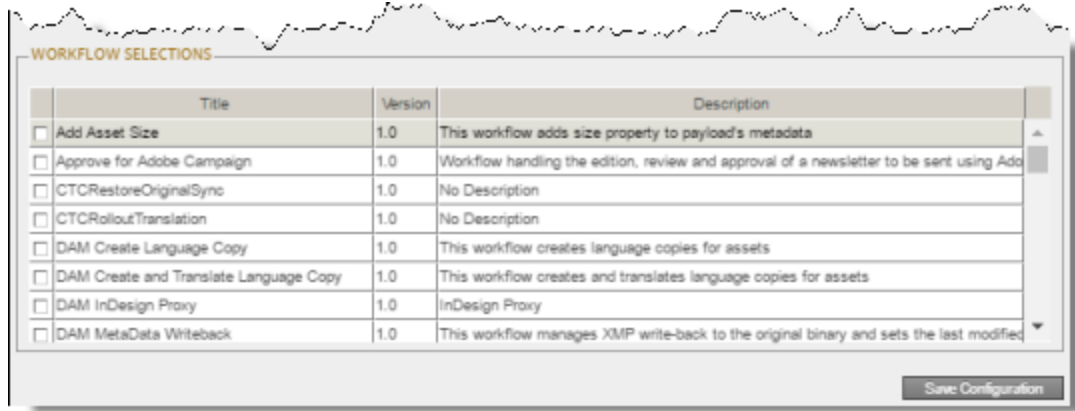 WORKFLOW SELECTIONS
Title Version Description
Add Asset Size 1.0 This workflow adds size property to payload's metadata
Approve for Adobe Campaign 1.0 Workflow handling the edition, review and approval of a newsletter to be sent using Ado
CTCRestoreOriginalSync 1.0 No Description
CTCRolloutTranslation 1.0 No Description
DAM Create Language Copy 1.0 This workflow creates language copies for assets
DAM Create and Translate Language Copy 1.0 This workflow creates and translates language copies for assets
DAM InDesign Proxy 1.0 InDesign Proxy
DAM MetaData Writeback 1.0 This workflow manages XMP write-back to the original binary and sets the last modified
Save Configuration